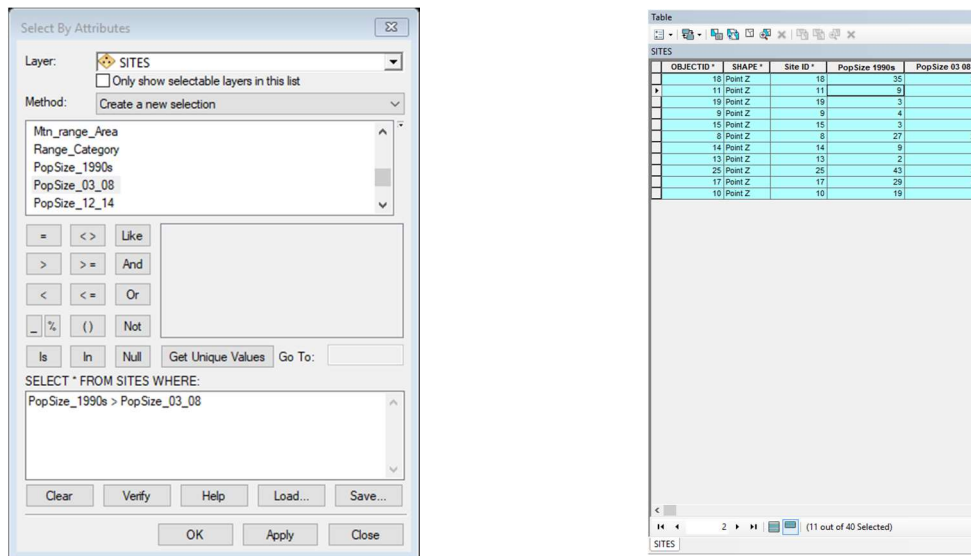 Select By Attributes
Layer: SITES
Only show selectable layers in this list
Method: Create a new selection
Mtn_range_Area
Range_Category
PopSize_1990s
PopSize_03_08
PopSize_12_14
= <> Like
> >= And
< <= Or
_ % () Not
Is In Null Get Unique Values Go To:
SELECT * FROM SITES WHERE:
PopSize_1990s > PopSize_03_08
Clear Verify Help Load... Save...
OK Apply Close
Table
SITES
OBJECTID * SHAPE * Site ID * PopSize 1990s PopSize 03 08
18 Point Z 18 35
11 Point Z 11 9
19 Point Z 19 3
9 Point Z 9 4
15 Point Z 15 3
8 Point Z 8 27
14 Point Z 14 9
13 Point Z 13 2
25 Point Z 25 43
17 Point Z 17 29
10 Point Z 10 19
2 (11 out of 40 Selected)
SITES